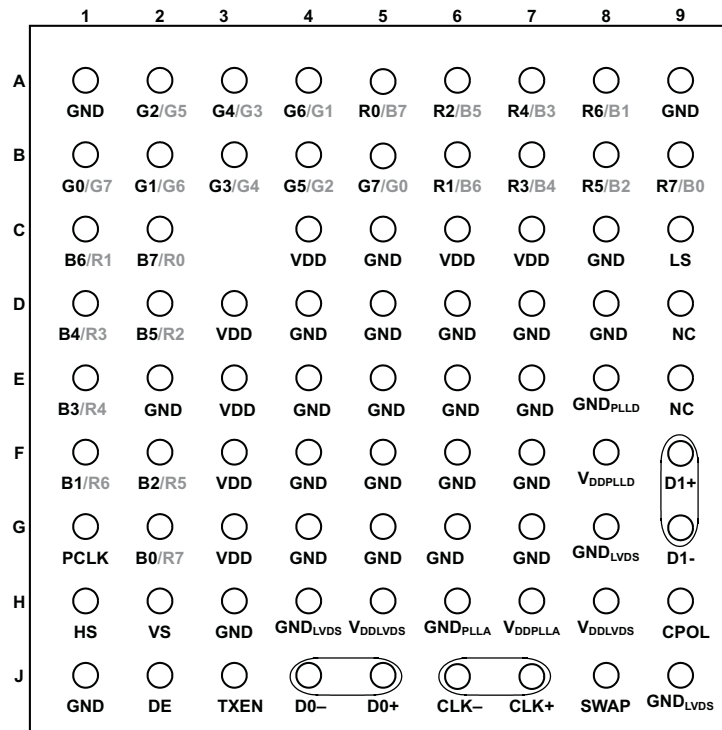 1 2 3 4 5 6 7 8 9
A
GND G2/G5 G4/G3 G6/G1 R0/B7 R2/B5 R4/B3 R6/B1 GND
B
G0/G7 G1/G6 G3/G4 G5/G2 G7/G0 R1/B6 R3/B4 R5/B2 R7/B0
C
B6/R1 B7/R0 VDD GND VDD VDD GND LS
D
B4/R3 B5/R2 VDD GND GND GND GND GND NC
E
B3/R4 GND VDD GND GND GND GND GNDPLLD NC
F
B1/R6 B2/R5 VDD GND GND GND GND VDDPLLD D1+
G
PCLK B0/R7 VDD GND GND GND GND GNDLVDS D1-
H
HS VS GND GNDLVDS VDDLVDS GNDPLLA VDDPLLA VDDLVDS CPOL
J
GND DE TXEN D0– D0+ CLK– CLK+ SWAP GNDLVDS